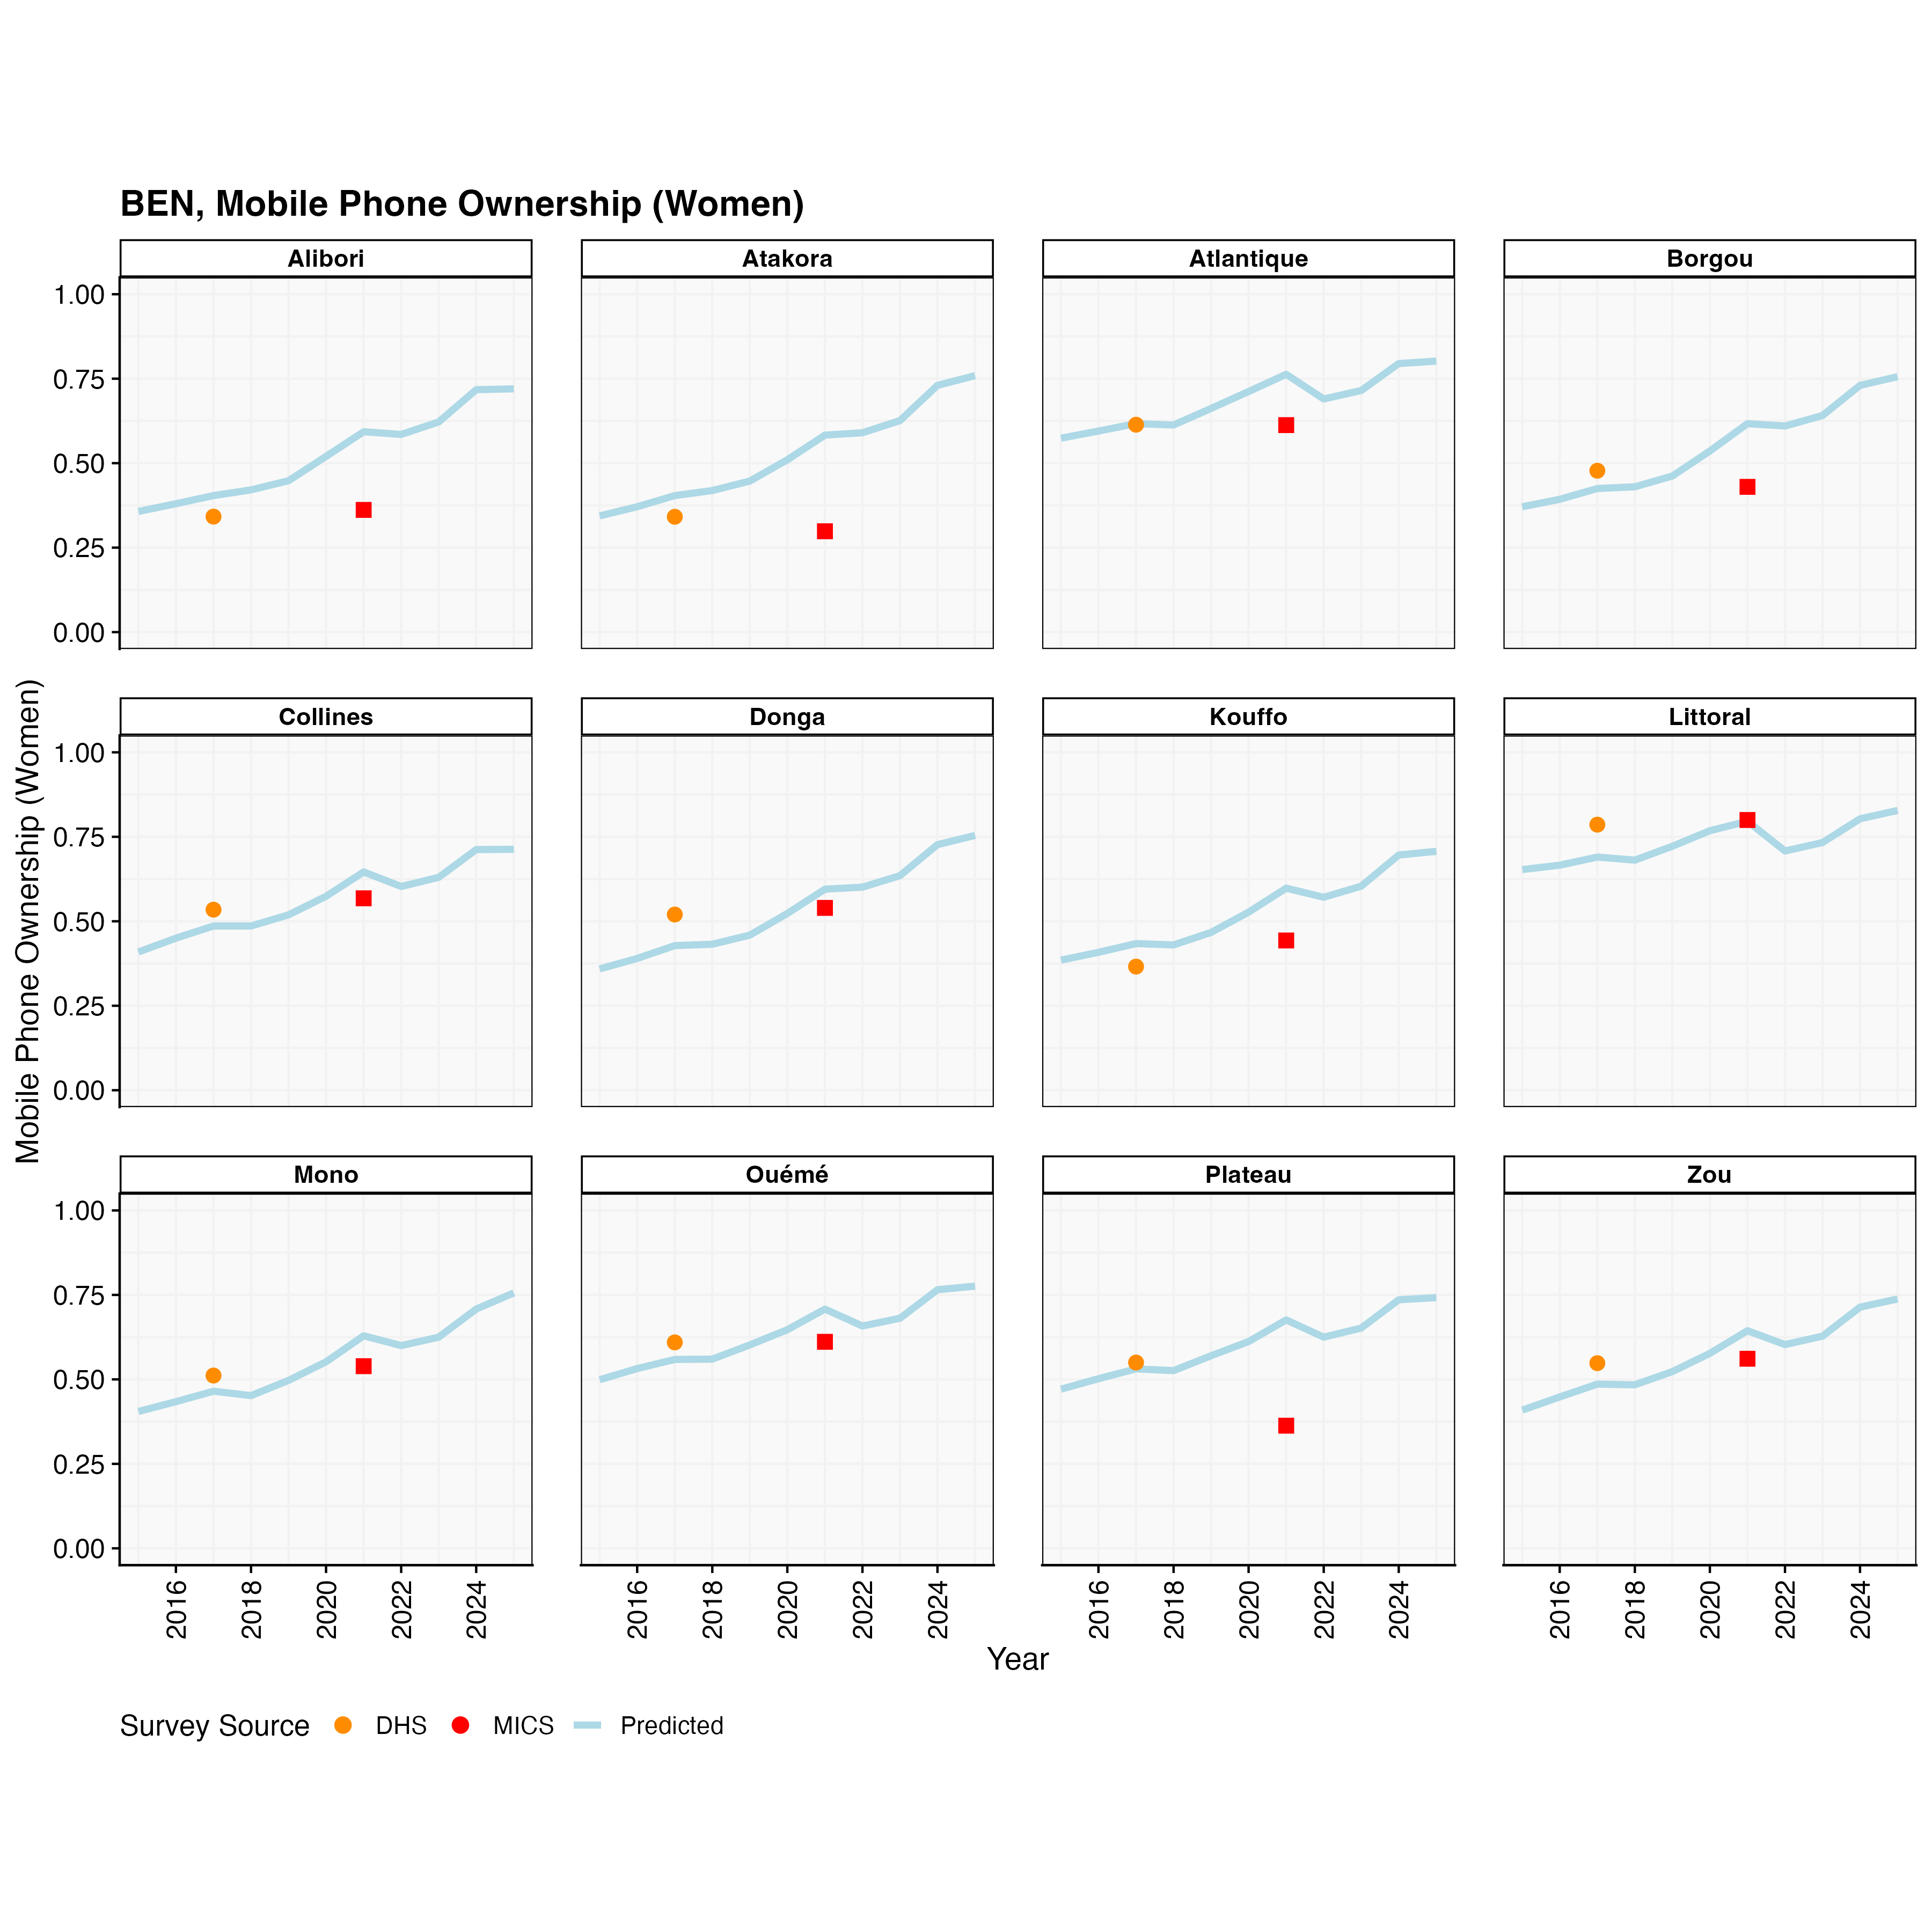 BEN, Mobile Phone Ownership (Women)
Alibori Atakora Atlantique Borgou
1.00
0.75
0.50
0.25
0.00
Collines Donga Kouffo Littoral
1.00
0.75
0.50
0.25
0.00
Mono Ouémé Plateau Zou
1.00
0.75
0.50
0.25
0.00
Mobile Phone Ownership (Women)
2016 2018 2020 2022 2024 2016 2018 2020 2022 2024 2016 2018 2020 2022 2024 2016 2018 2020 2022 2024
Year
Survey Source DHS MICS Predicted